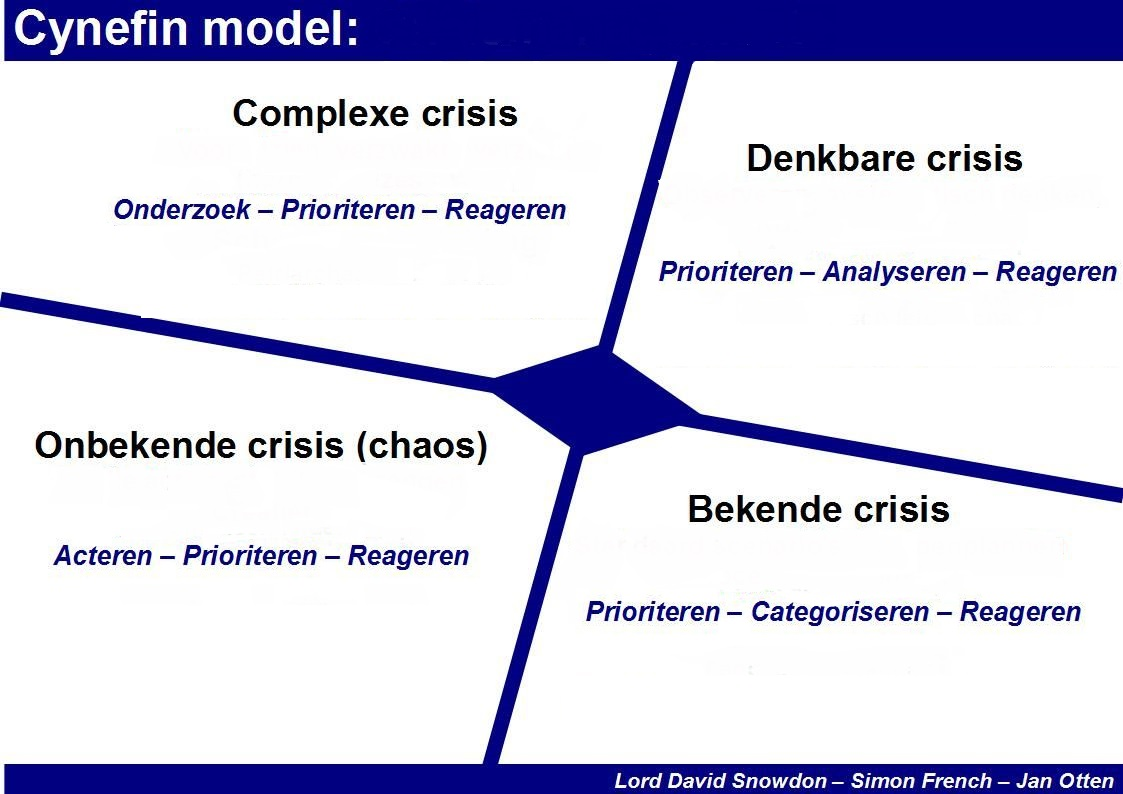 Cynefin model:
Complexe crisis
Onderzoek – Prioriteren – Reageren
Denkbare crisis
Prioriteren – Analyseren – Reageren
Onbekende crisis (chaos)
Acteren – Prioriteren – Reageren
Bekende crisis
Prioriteren – Categoriseren – Reageren
Lord David Snowdon – Simon French – Jan Otten